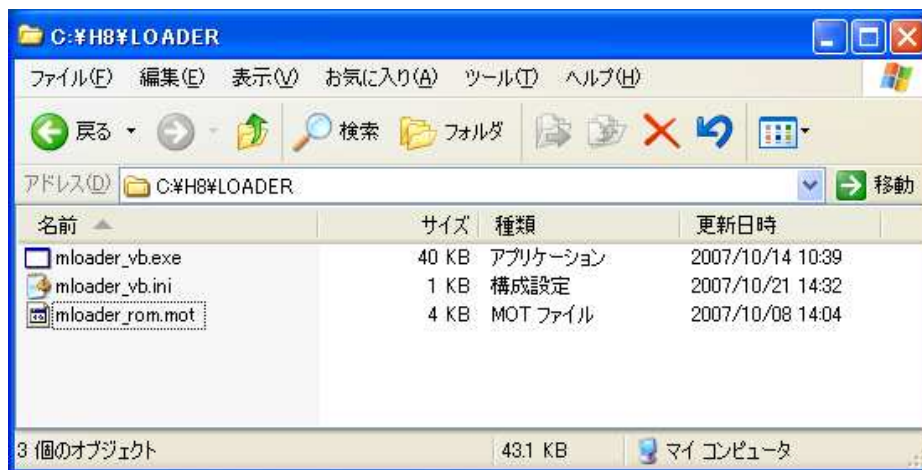 C:¥H8¥LOADER
ファイル(F) 編集(E) 表示(V) お気に入り(A) ツール(T) ヘルプ(H)
戻る 検索 フォルダ
アドレス(D) C:¥H8¥LOADER 移動
名前 サイズ 種類 更新日時
mloader_vb.exe 40 KB アプリケーション 2007/10/14 10:39
mloader_vb.ini 1 KB 構成設定 2007/10/21 14:32
mloader_rom.mot 4 KB MOT ファイル 2007/10/08 14:04
3 個のオブジェクト 43.1 KB マイ コンピュータ